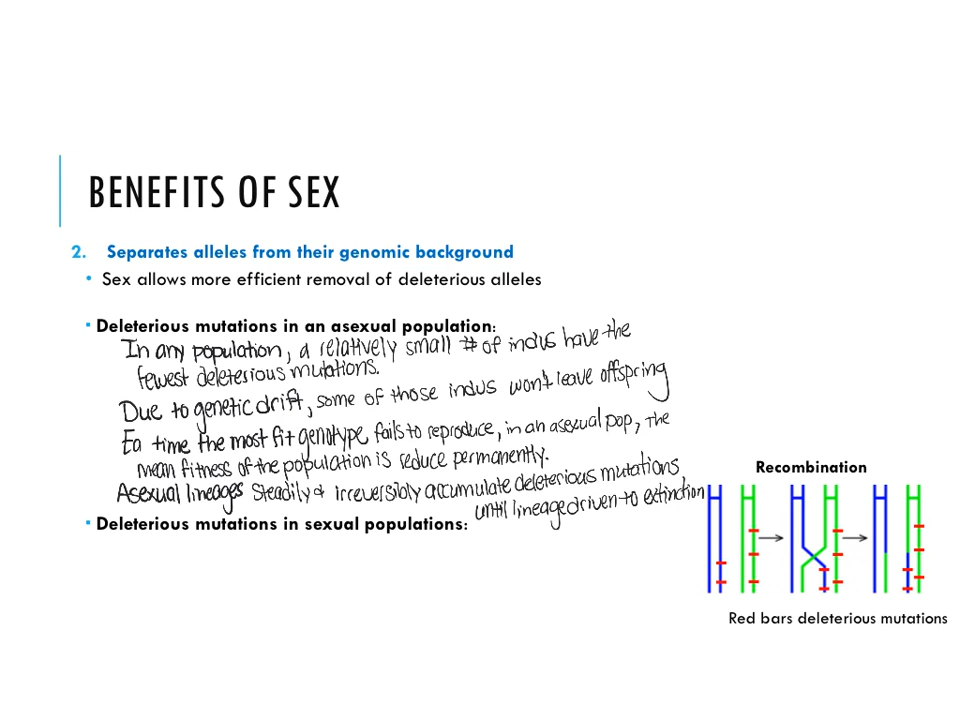 BENEFITS OF SEX
2. Separates alleles from their genomic background
• Sex allows more efficient removal of deleterious alleles
▪ Deleterious mutations in an asexual population:
In any population, a relatively small # of indvs have the
fewest deleterious mutations.
Due to genetic drift, some of those indvs won't leave offspring
Ea time the most fit genotype fails to reproduce, in an asexual pop, the
mean fitness of the population is reduce permanently.
Asexual lineages steadily & irreversibly accumulate deleterious mutations
until lineage driven to extinction
▪ Deleterious mutations in sexual populations:
Recombination
Red bars deleterious mutations